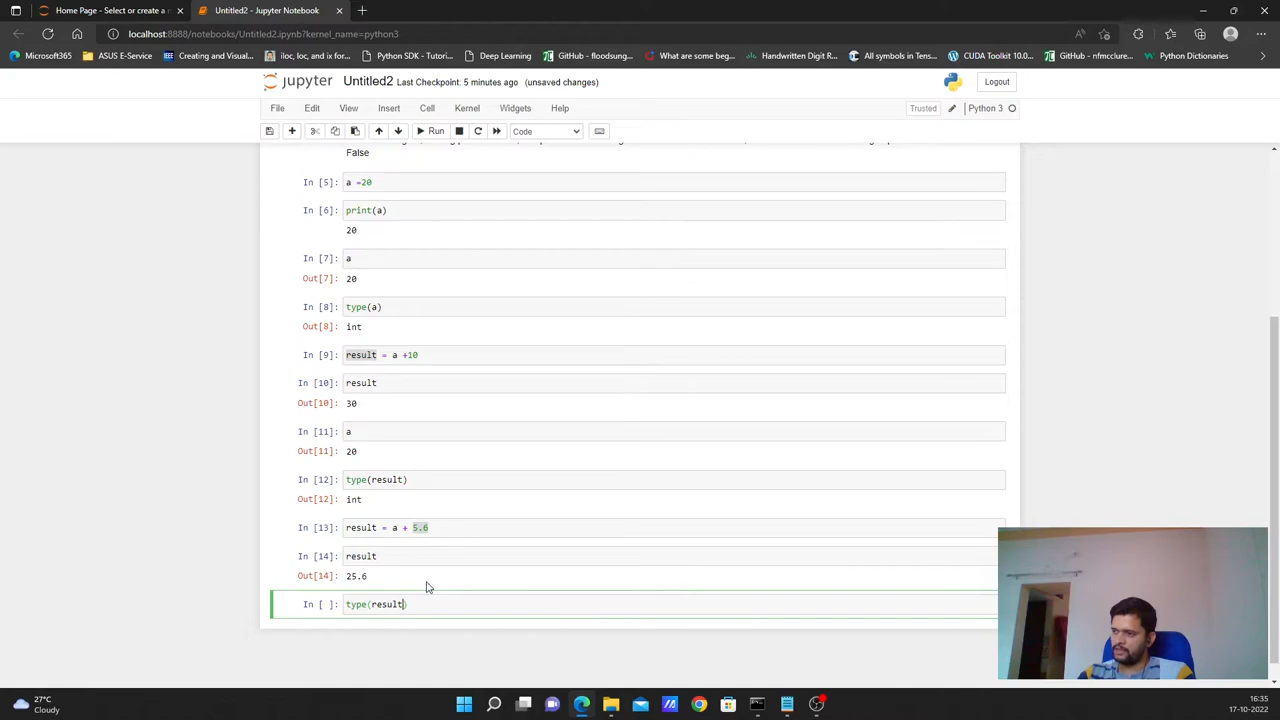 Home Page - Select or create a n
Untitled2 - Jupyter Notebook
localhost:8888/notebooks/Untitled2.ipynb?kernel_name=python3
Microsoft365
ASUS E-Service
Creating and Visual...
iloc, loc, and ix for...
Python SDK - Tutori...
Deep Learning
GitHub - floodsung...
What are some beg...
Handwritten Digit R...
All symbols in Tens...
CUDA Toolkit 10.0...
GitHub - nfmcclure...
Python Dictionaries
jupyter Untitled2 Last Checkpoint: 5 minutes ago (unsaved changes)
Logout
File Edit View Insert Cell Kernel Widgets Help
Trusted Python 3
Run Code
False
In [5]: a =20
In [6]: print(a)
20
In [7]: a
Out[7]: 20
In [8]: type(a)
Out[8]: int
In [9]: result = a +10
In [10]: result
Out[10]: 30
In [11]: a
Out[11]: 20
In [12]: type(result)
Out[12]: int
In [13]: result = a + 5.6
In [14]: result
Out[14]: 25.6
In [ ]: type(result)
27°C
Cloudy
16:35
17-10-2022